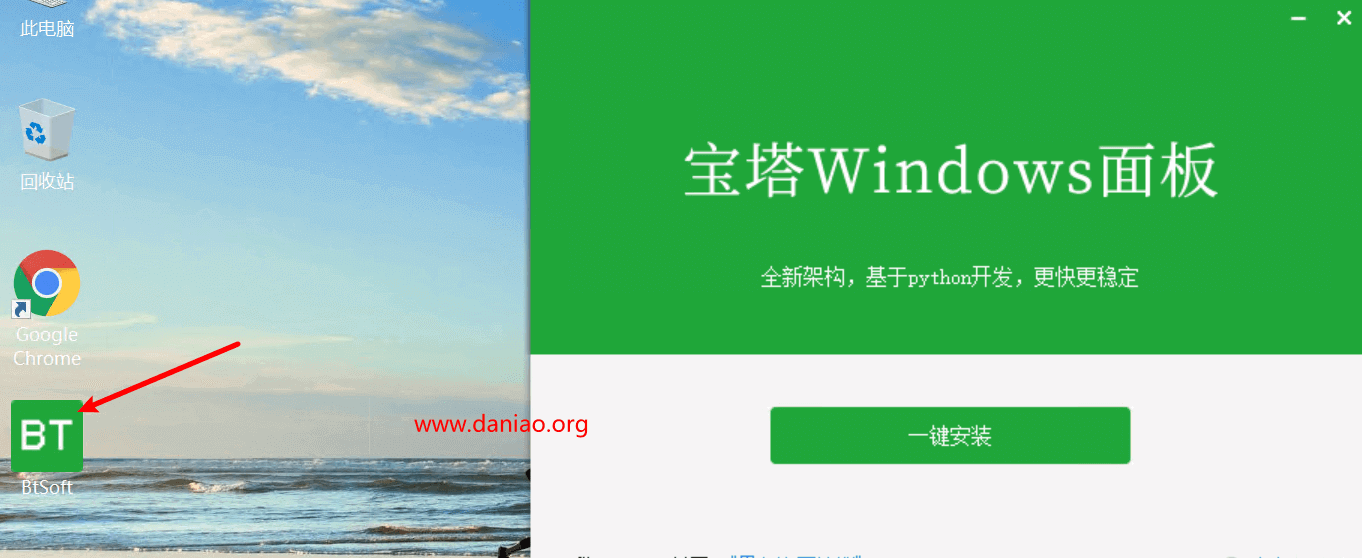 此电脑
回收站
Google
Chrome
BT
BtSoft
www.daniao.org
宝塔Windows面板
全新架构，基于python开发，更快更稳定
一键安装